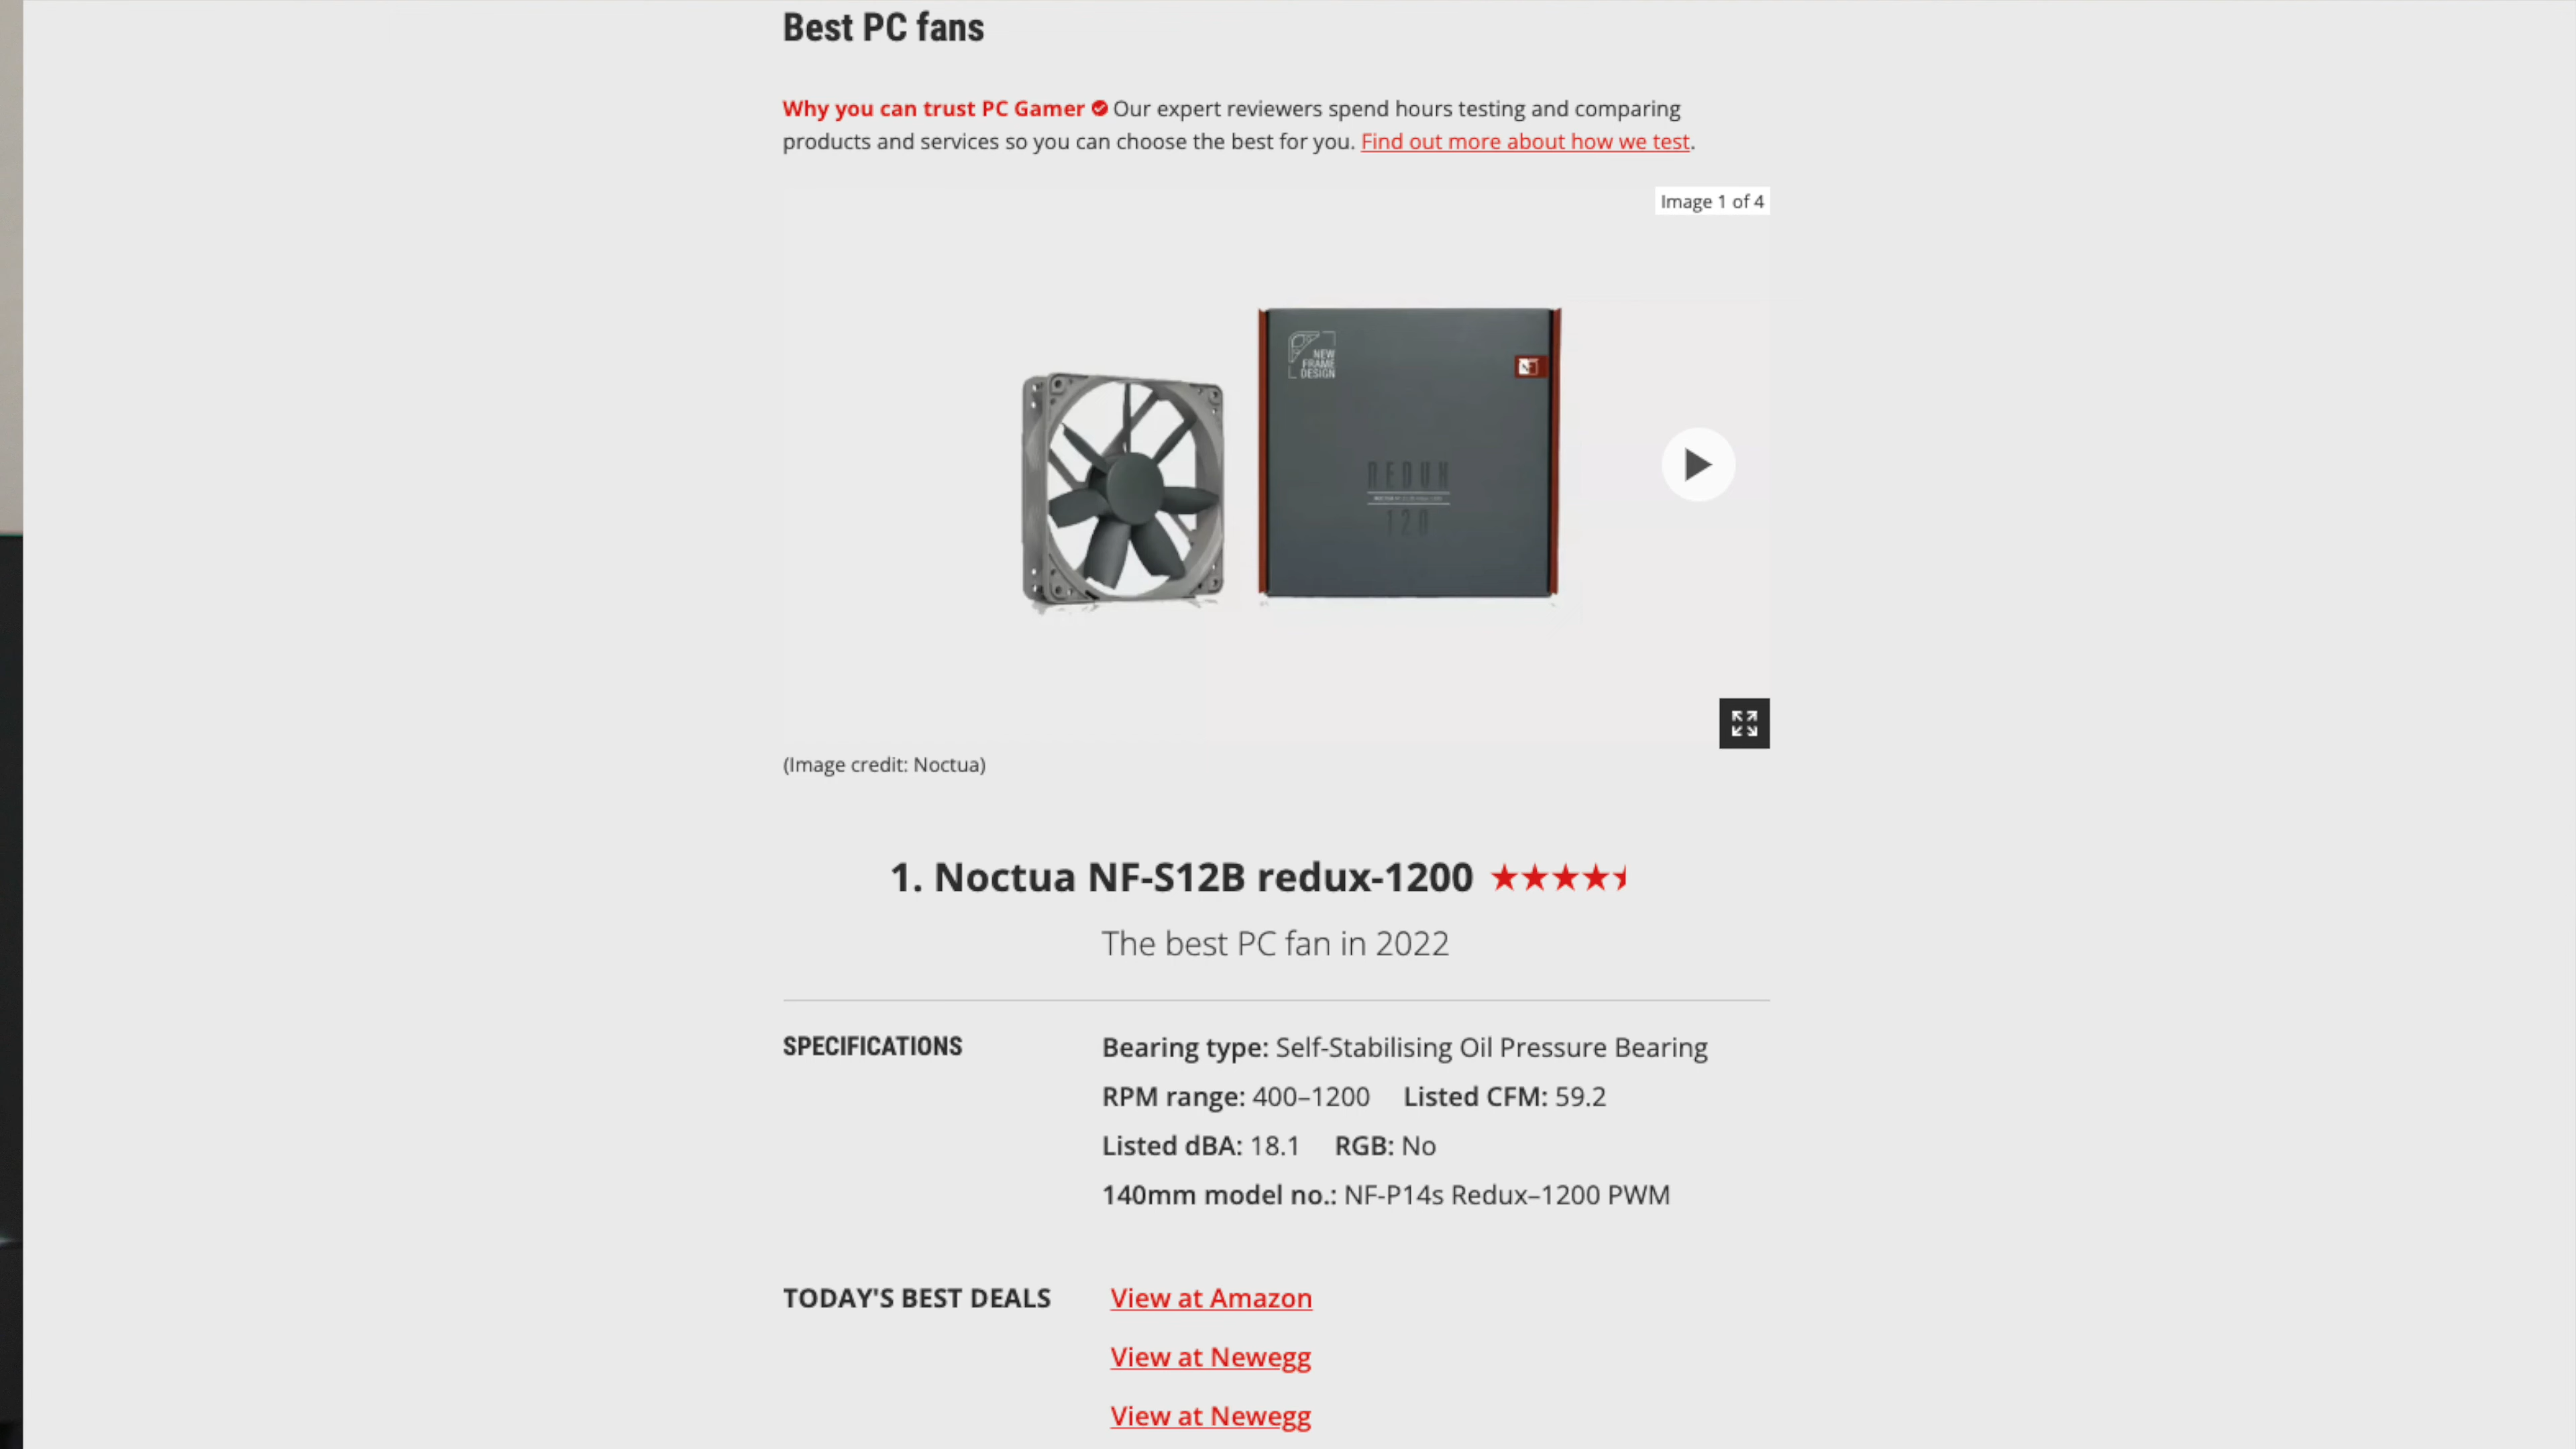 Best PC fans
Why you can trust PC Gamer Our expert reviewers spend hours testing and comparing
products and services so you can choose the best for you. Find out more about how we test.
Image 1 of 4
NEW
FRAME
DESIGN
REDUX
120
(Image credit: Noctua)
1. Noctua NF-S12B redux-1200
The best PC fan in 2022
SPECIFICATIONS
Bearing type: Self-Stabilising Oil Pressure Bearing
RPM range: 400–1200 Listed CFM: 59.2
Listed dBA: 18.1 RGB: No
140mm model no.: NF-P14s Redux–1200 PWM
TODAY'S BEST DEALS
View at Amazon
View at Newegg
View at Newegg